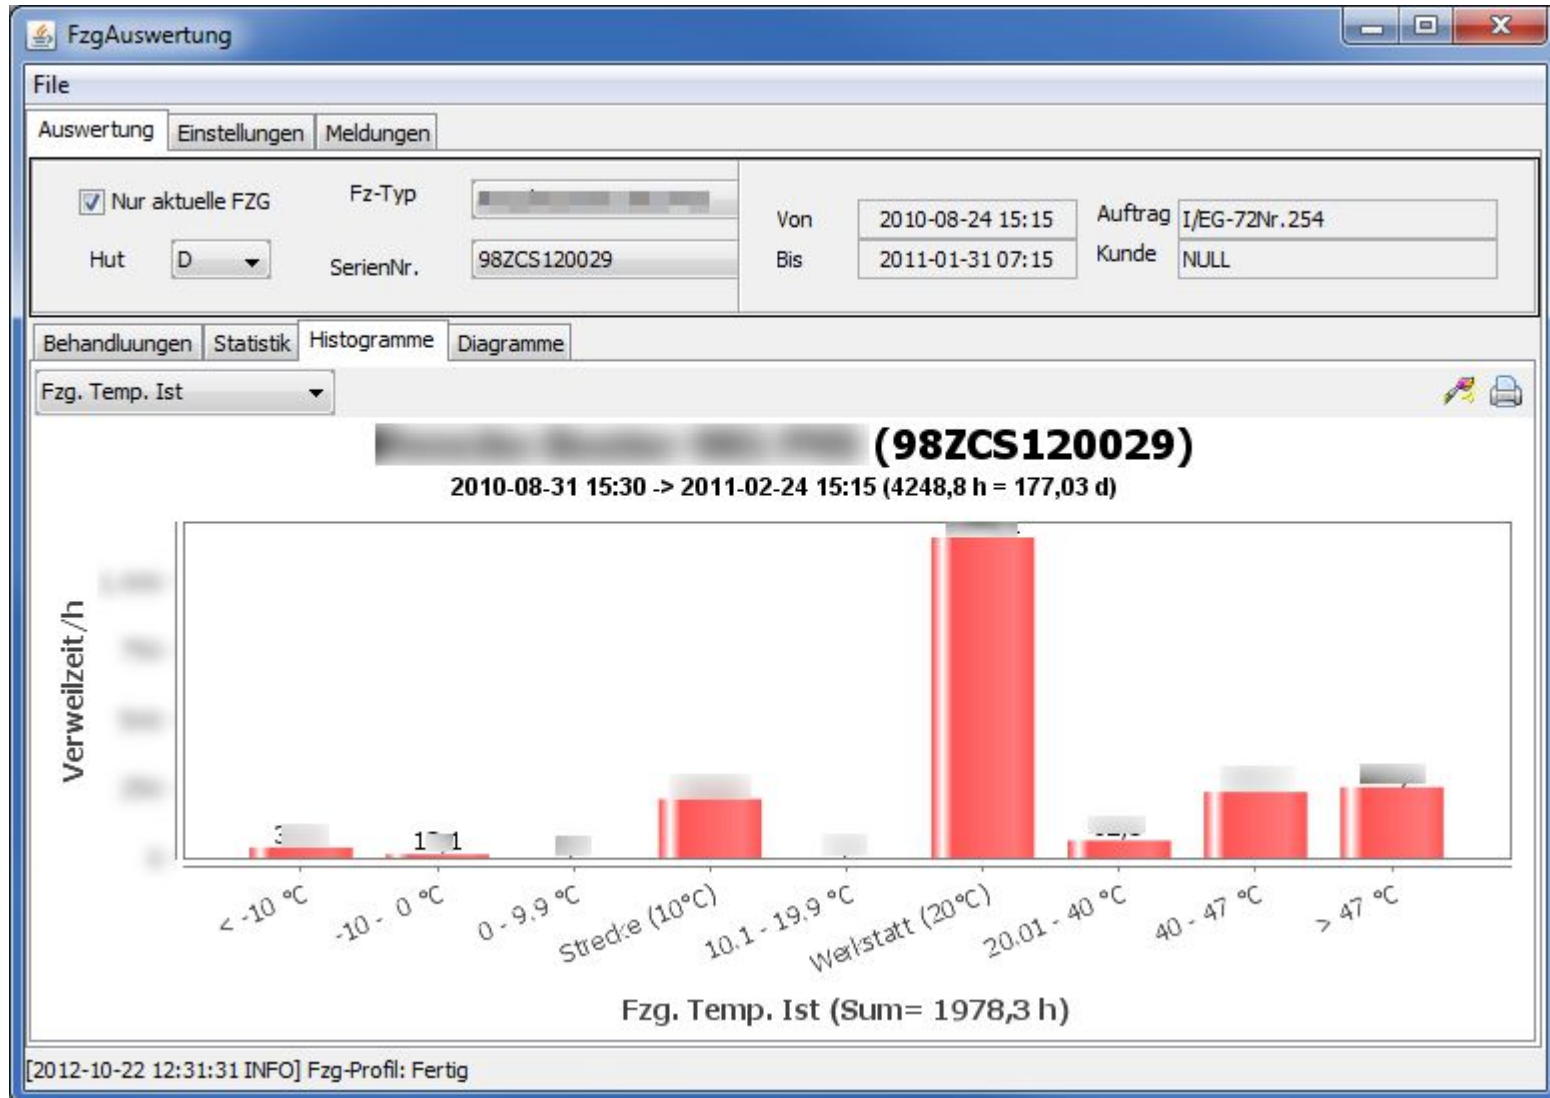 FzgAuswertung
File
Auswertung Einstellungen Meldungen
Nur aktuelle FZG Fz-Typ
Von 2010-08-24 15:15 Auftrag I/EG-72Nr.254
Hut D SerienNr. 98ZCS120029 Bis 2011-01-31 07:15 Kunde NULL
Behandluungen Statistik Histogramme Diagramme
Fzg. Temp. Ist
(98ZCS120029)
2010-08-31 15:30 -> 2011-02-24 15:15 (4248,8 h = 177,03 d)
Verweilzeit/h
< -10 °C
-10 - 0 °C
0 - 9.9 °C
Strecke (10°C)
10.1 - 19.9 °C
Werkstatt (20°C)
20.01 - 40 °C
40 - 47 °C
> 47 °C
Fzg. Temp. Ist (Sum= 1978,3 h)
[2012-10-22 12:31:31 INFO] Fzg-Profil: Fertig